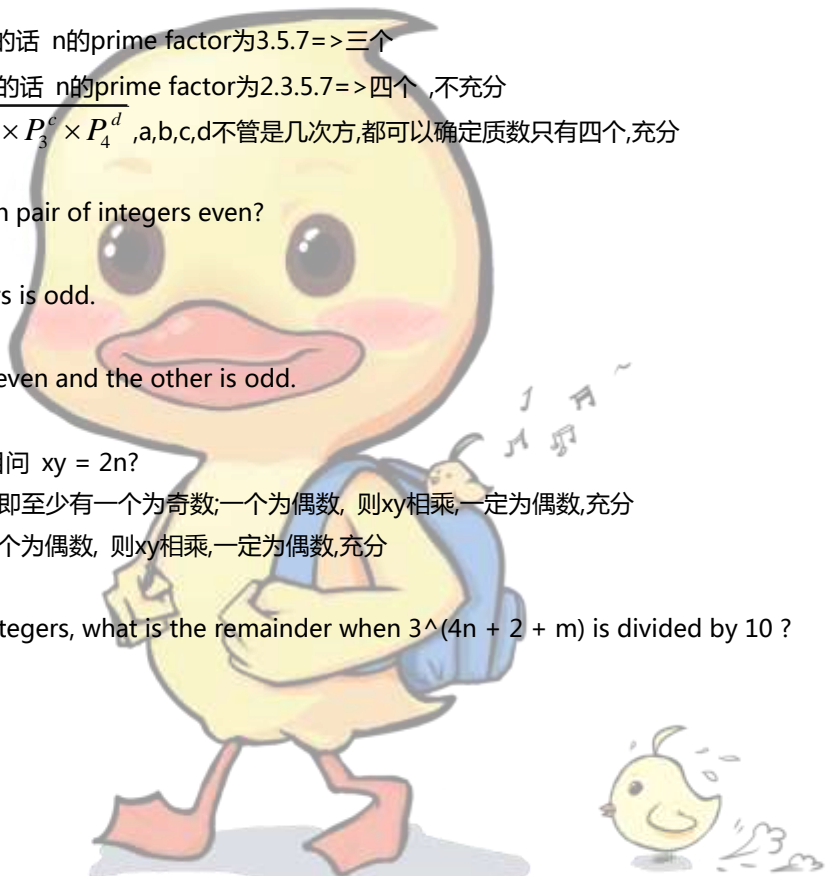 的话 n的prime factor为3.5.7=>三个
的话 n的prime factor为2.3.5.7=>四个 ,不充分
× P₃ᶜ × P₄ᵈ ,a,b,c,d不管是几次方,都可以确定质数只有四个,充分
pair of integers even?
is odd.
even and the other is odd.
问 xy = 2n?
即至少有一个为奇数;一个为偶数, 则xy相乘,一定为偶数,充分
个为偶数, 则xy相乘,一定为偶数,充分
tegers, what is the remainder when 3^(4n + 2 + m) is divided by 10 ?